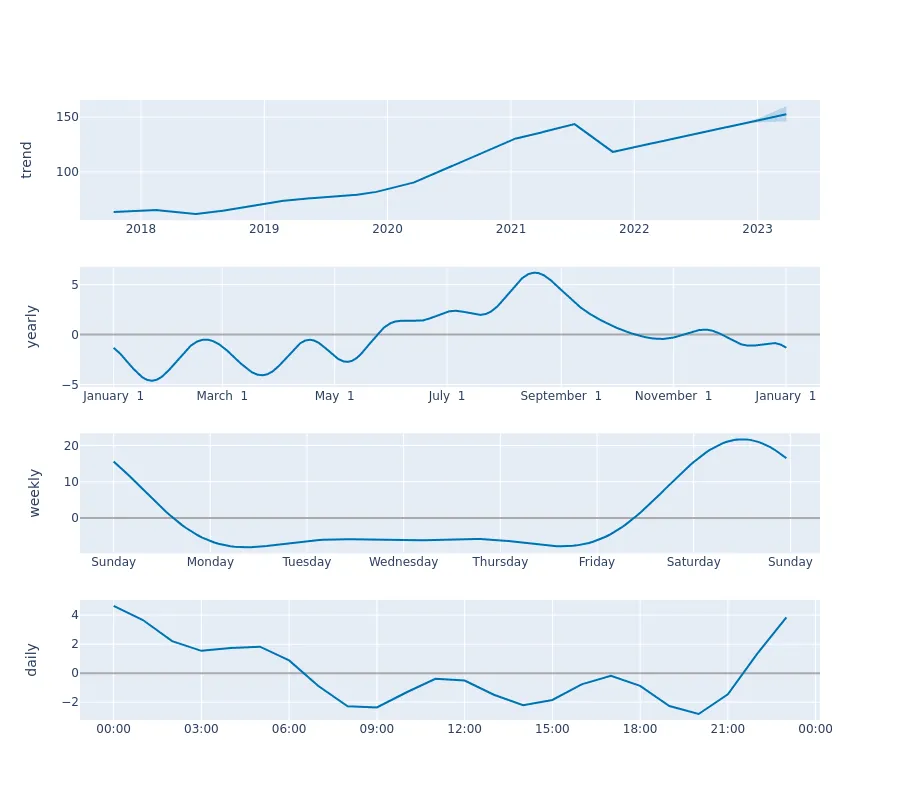 trend
150
100
2018 2019 2020 2021 2022 2023
yearly
5
0
−5
January 1 March 1 May 1 July 1 September 1 November 1 January 1
weekly
20
10
0
Sunday Monday Tuesday Wednesday Thursday Friday Saturday Sunday
daily
4
2
0
−2
00:00 03:00 06:00 09:00 12:00 15:00 18:00 21:00 00:00